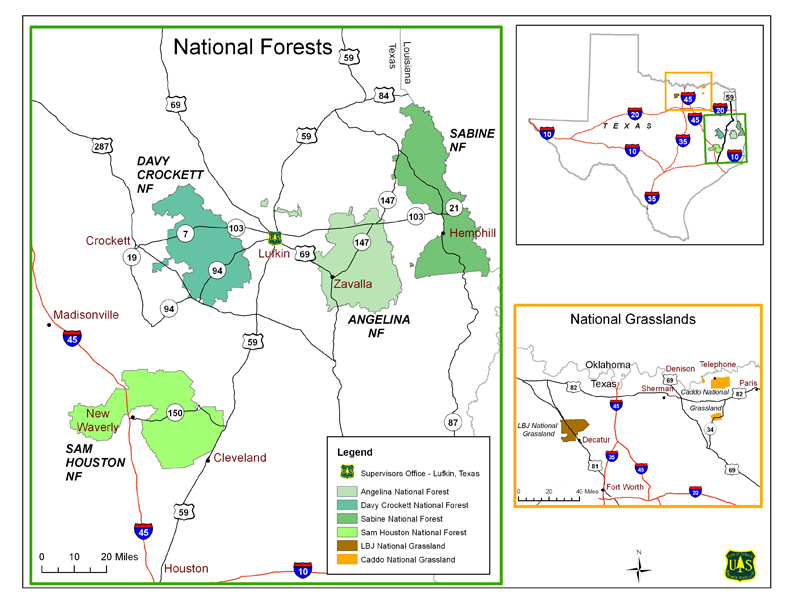 National Forests
59
Texas
Louisiana
84
69
59
SABINE
NF
287
DAVY
CROCKETT
NF
147
103
21
7
103
Crockett
Hemphill
147
19
Lufkin
69
94
Zavalla
94
Madisonville
ANGELINA
NF
45
59
New
Waverly
150
87
SAM
HOUSTON
NF
Cleveland
59
45
0 10 20 Miles
Houston
10
Legend
Supervisors Office - Lufkin, Texas
Angelina National Forest
Davy Crockett National Forest
Sabine National Forest
Sam Houston National Forest
LBJ National Grassland
Caddo National Grassland
45
59
20
20
45
TEXAS
10
35
10
10
35
National Grasslands
Oklahoma
Texas
Denison
Telephone
69
82
Sherman
Caddo National
Grassland
Paris
82
45
34
LBJ National
Grassland
Decatur
35
81
45
69
Fort Worth
20
0 20 40 Miles
N
US